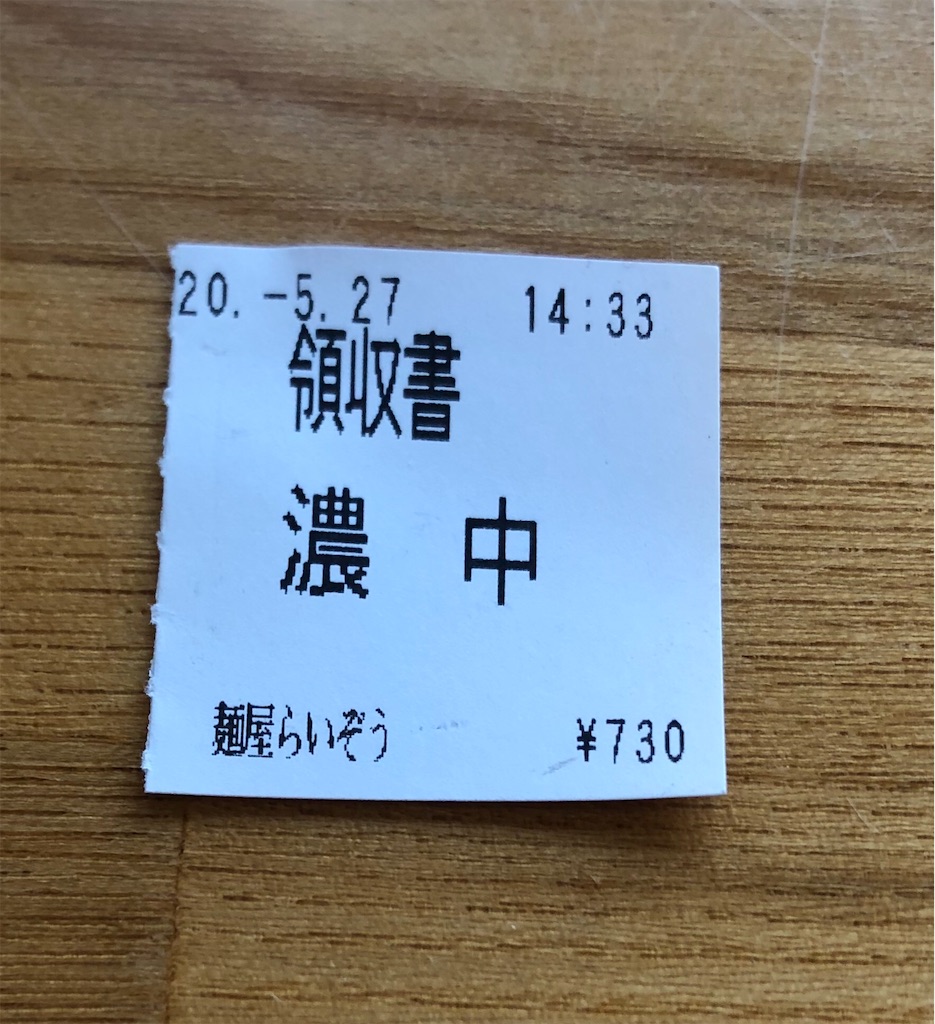 20.-5.27 14:33
領収書
濃 中
麺屋らいぞう ¥730